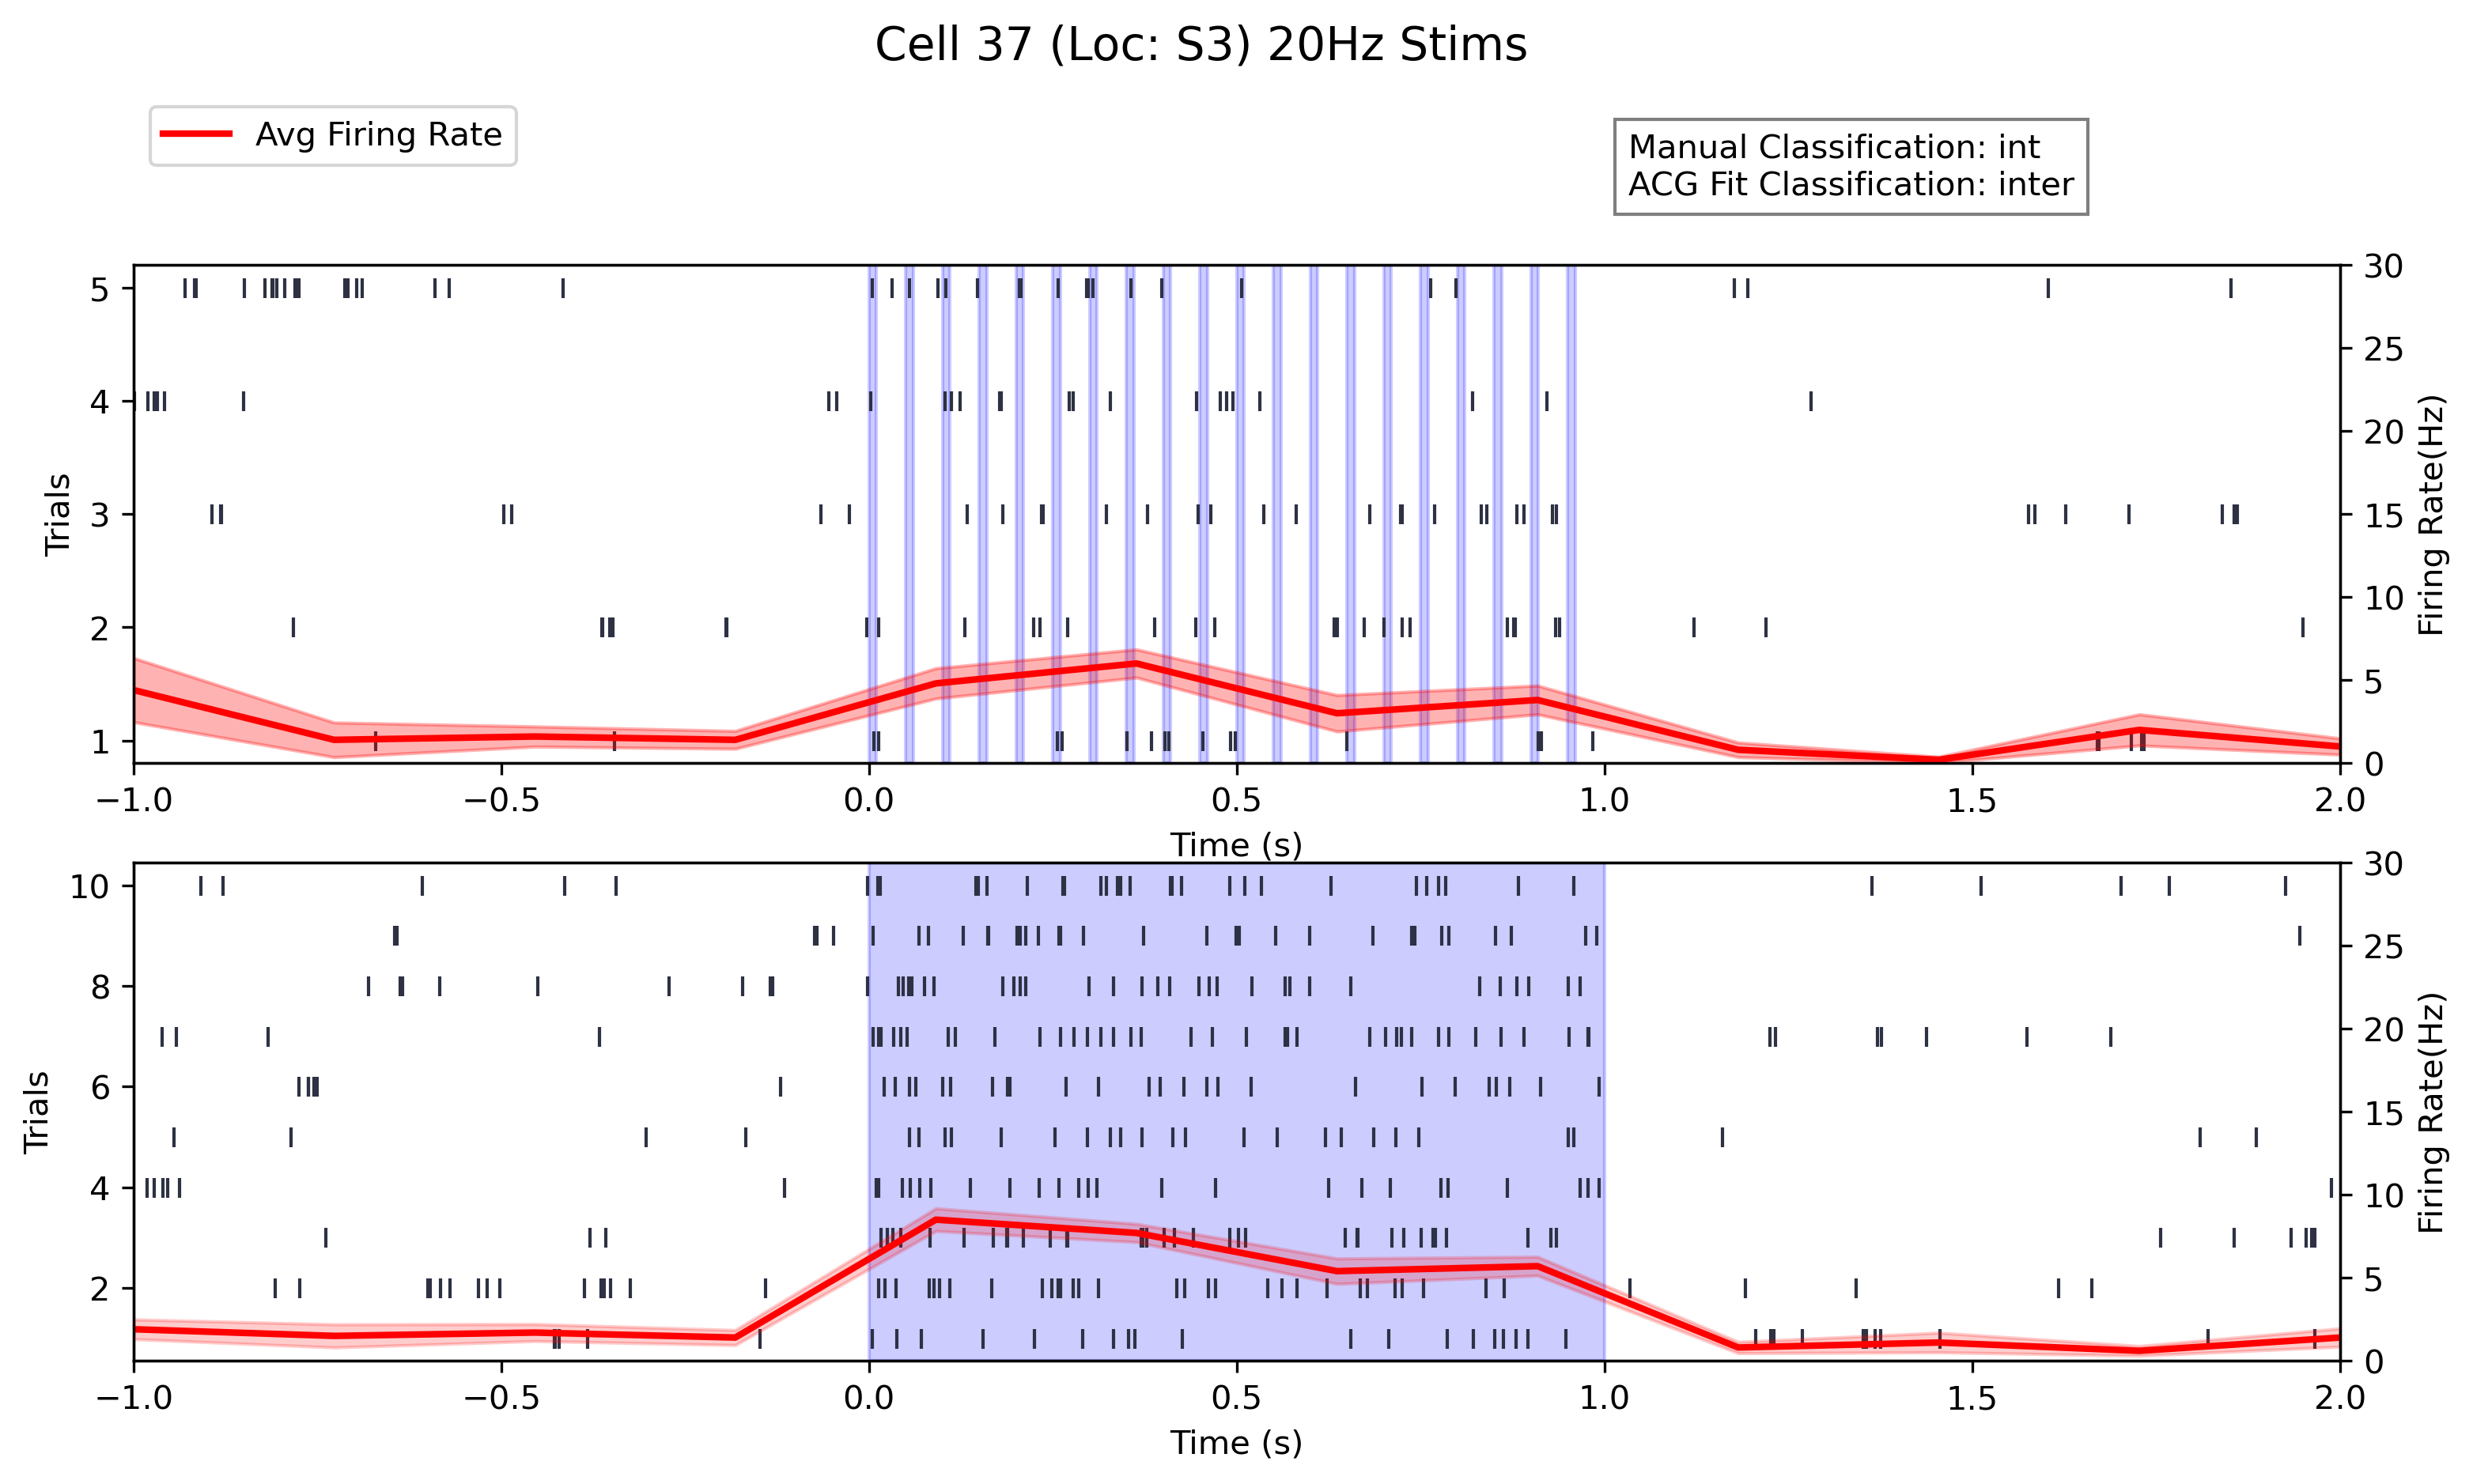 Cell 37 (Loc: S3) 20Hz Stims
Avg Firing Rate
Manual Classification: int
ACG Fit Classification: inter
5
4
3
2
1
Trials
30
25
20
15
10
5
0
Firing Rate(Hz)
−1.0 −0.5 0.0 0.5 1.0 1.5 2.0
Time (s)
10
8
6
4
2
Trials
30
25
20
15
10
5
0
Firing Rate(Hz)
−1.0 −0.5 0.0 0.5 1.0 1.5 2.0
Time (s)